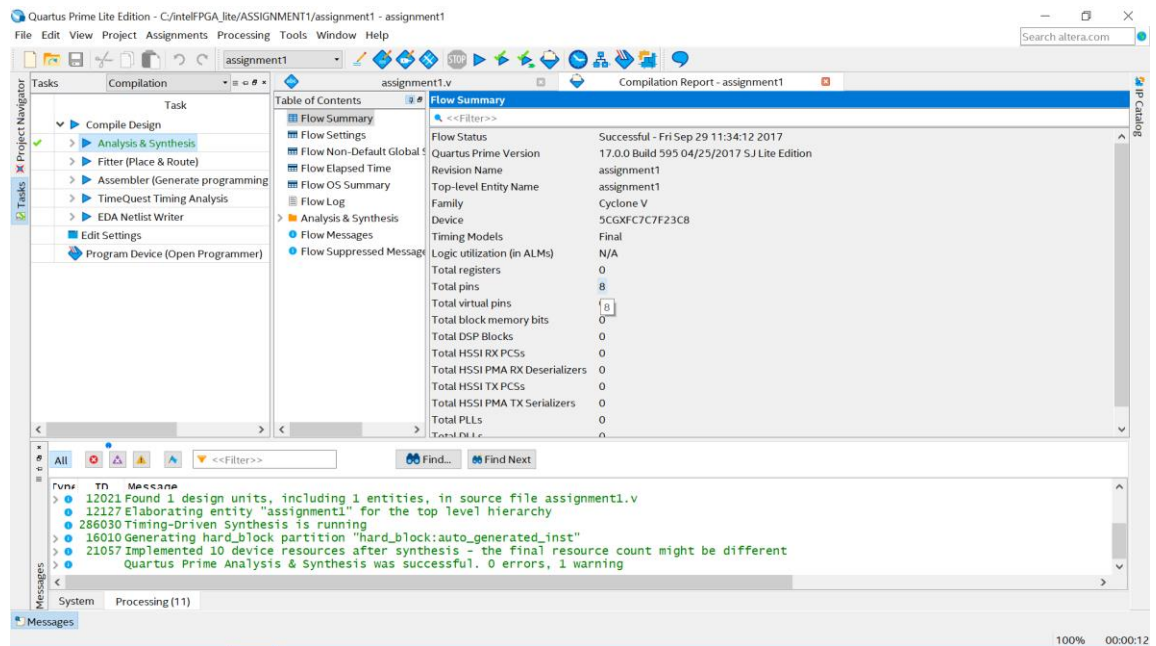 Quartus Prime Lite Edition - C:/intelFPGA_lite/ASSIGNMENT1/assignment1 - assignment1
File Edit View Project Assignments Processing Tools Window Help
Search altera.com
assignment1
Project Navigator
Tasks
Tasks Compilation
Task
Compile Design
Analysis & Synthesis
Fitter (Place & Route)
Assembler (Generate programming
TimeQuest Timing Analysis
EDA Netlist Writer
Edit Settings
Program Device (Open Programmer)
assignment1.v
Compilation Report - assignment1
Table of Contents
Flow Summary
Flow Settings
Flow Non-Default Global S
Flow Elapsed Time
Flow OS Summary
Flow Log
Analysis & Synthesis
Flow Messages
Flow Suppressed Message
Flow Summary
<<Filter>>
Flow Status Successful - Fri Sep 29 11:34:12 2017
Quartus Prime Version 17.0.0 Build 595 04/25/2017 SJ Lite Edition
Revision Name assignment1
Top-level Entity Name assignment1
Family Cyclone V
Device 5CGXFC7C7F23C8
Timing Models Final
Logic utilization (in ALMs) N/A
Total registers 0
Total pins 8
Total virtual pins
8
Total block memory bits 0
Total DSP Blocks 0
Total HSSI RX PCSs 0
Total HSSI PMA RX Deserializers 0
Total HSSI TX PCSs 0
Total HSSI PMA TX Serializers 0
Total PLLs 0
Total DLLs 0
IP Catalog
All <<Filter>> Find... Find Next
Type ID Message
12021 Found 1 design units, including 1 entities, in source file assignment1.v
12127 Elaborating entity "assignment1" for the top level hierarchy
286030 Timing-Driven Synthesis is running
16010 Generating hard_block partition "hard_block:auto_generated_inst"
21057 Implemented 10 device resources after synthesis - the final resource count might be different
Quartus Prime Analysis & Synthesis was successful. 0 errors, 1 warning
Messages
System Processing (11)
Messages
100% 00:00:12